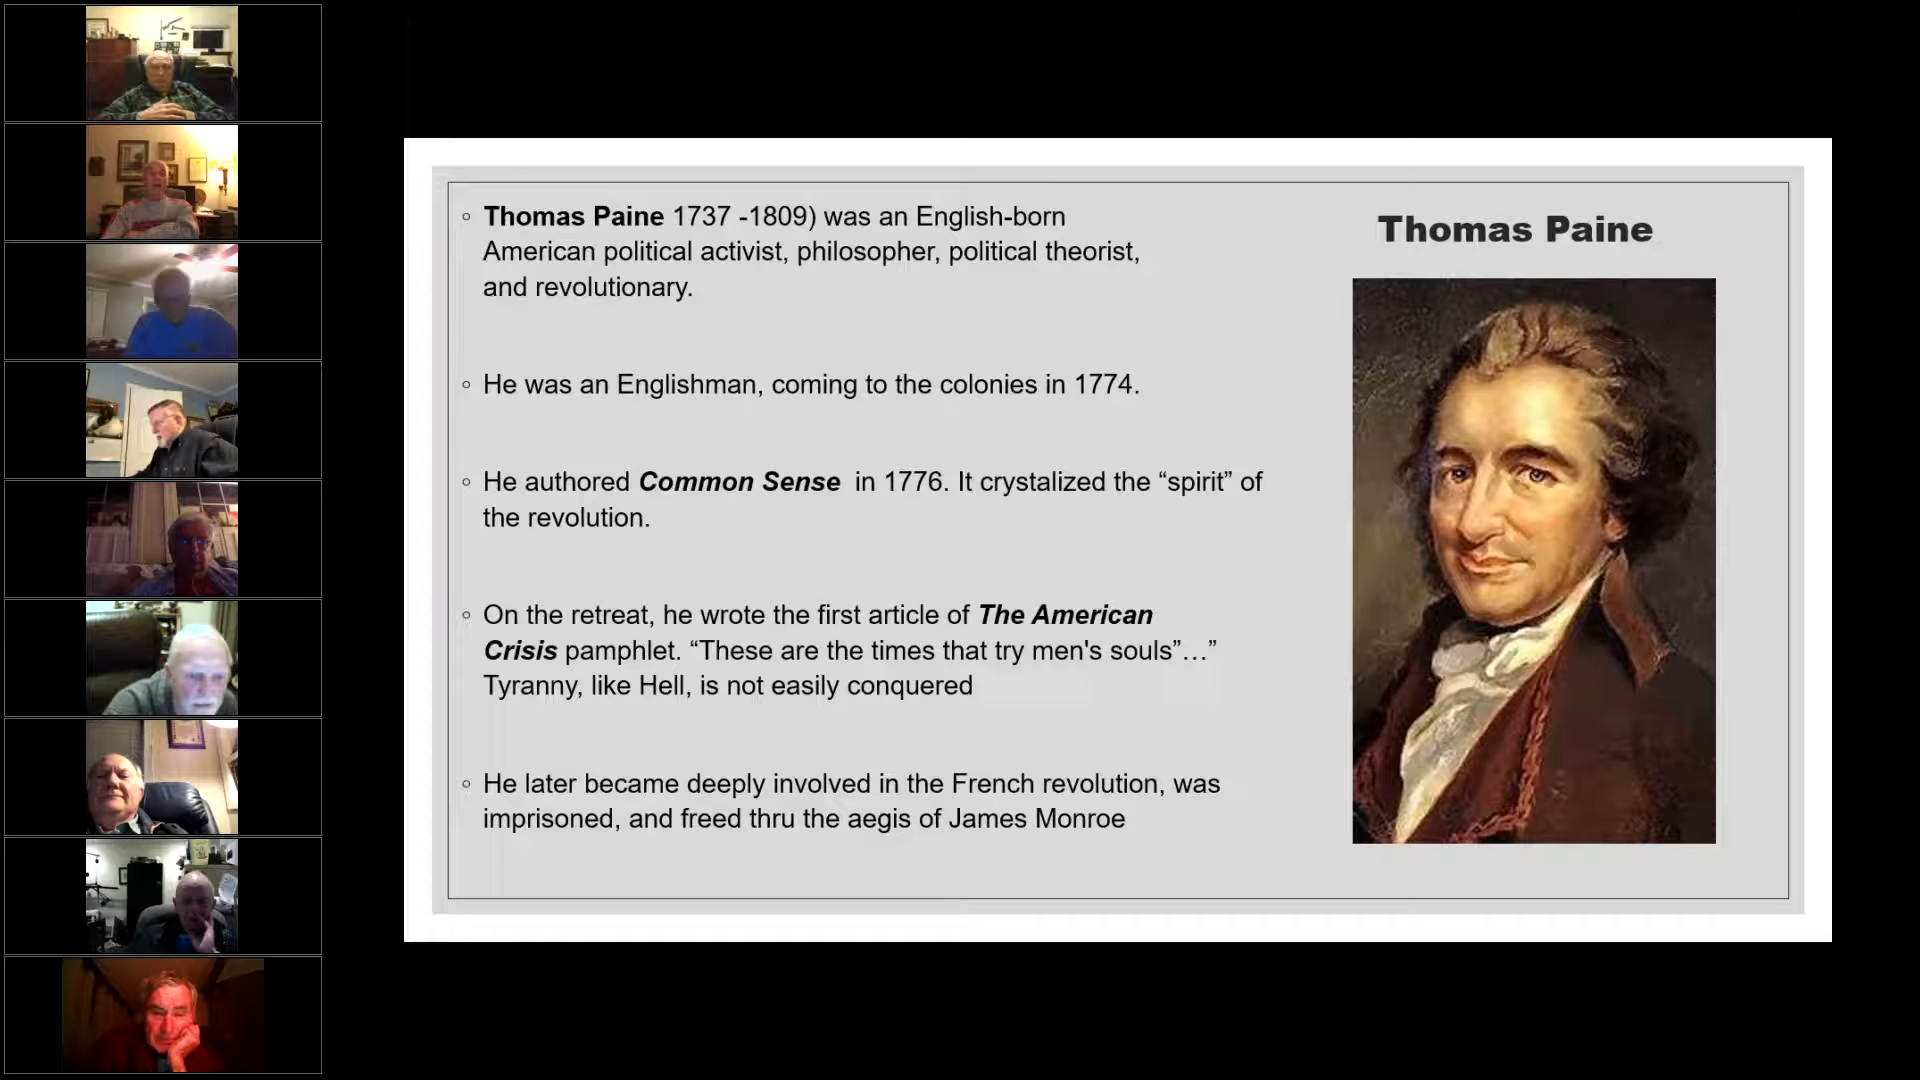 Thomas Paine 1737 -1809) was an English-born
American political activist, philosopher, political theorist,
and revolutionary.
He was an Englishman, coming to the colonies in 1774.
He authored Common Sense in 1776. It crystalized the “spirit” of
the revolution.
On the retreat, he wrote the first article of The American
Crisis pamphlet. “These are the times that try men's souls”…”
Tyranny, like Hell, is not easily conquered
He later became deeply involved in the French revolution, was
imprisoned, and freed thru the aegis of James Monroe
Thomas Paine